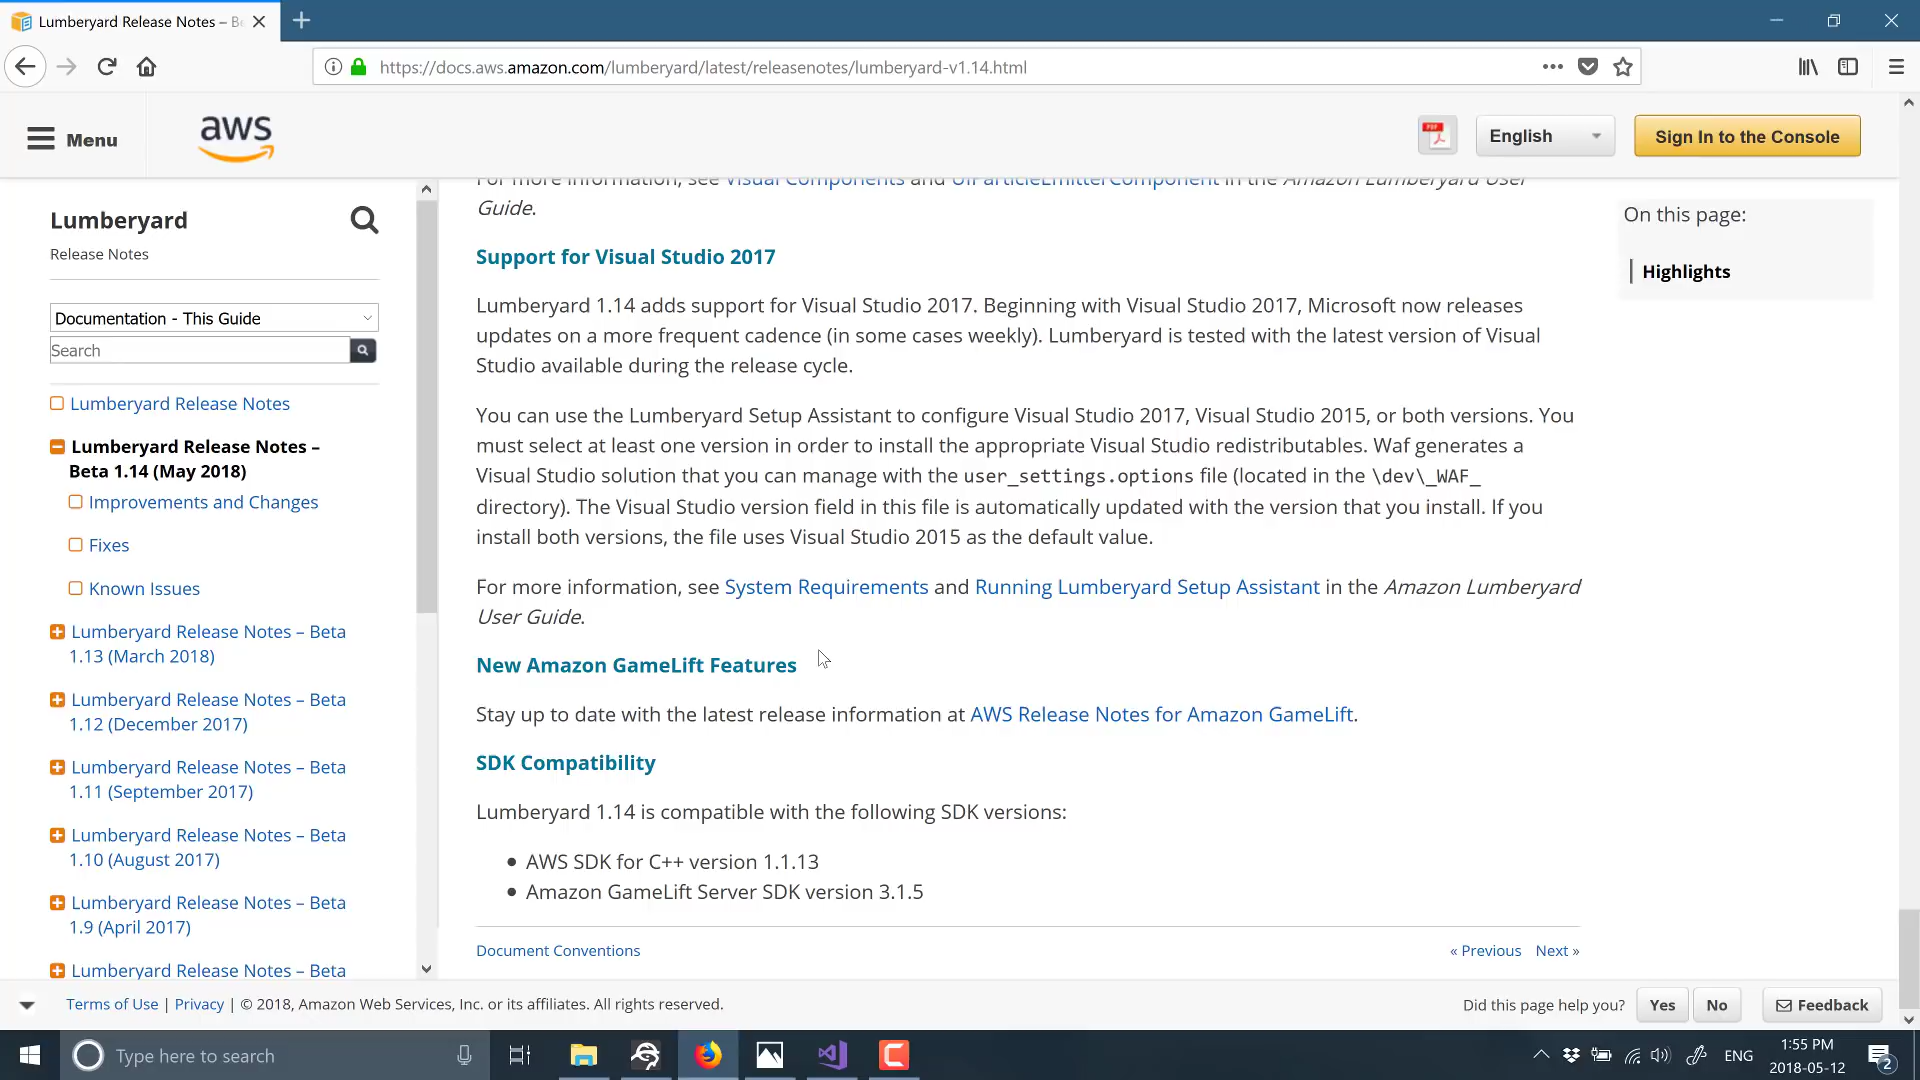 Lumberyard Release Notes – Be
https://docs.aws.amazon.com/lumberyard/latest/releasenotes/lumberyard-v1.14.html
Menu
aws
PDF
English
Sign In to the Console
Lumberyard
Release Notes
Documentation - This Guide
Search
Lumberyard Release Notes
Lumberyard Release Notes –
Beta 1.14 (May 2018)
Improvements and Changes
Fixes
Known Issues
Lumberyard Release Notes – Beta
1.13 (March 2018)
Lumberyard Release Notes – Beta
1.12 (December 2017)
Lumberyard Release Notes – Beta
1.11 (September 2017)
Lumberyard Release Notes – Beta
1.10 (August 2017)
Lumberyard Release Notes – Beta
1.9 (April 2017)
Lumberyard Release Notes – Beta
For more information, see Visual Components and UiParticleEmitterComponent in the Amazon Lumberyard User
Guide.
Support for Visual Studio 2017
Lumberyard 1.14 adds support for Visual Studio 2017. Beginning with Visual Studio 2017, Microsoft now releases
updates on a more frequent cadence (in some cases weekly). Lumberyard is tested with the latest version of Visual
Studio available during the release cycle.
You can use the Lumberyard Setup Assistant to configure Visual Studio 2017, Visual Studio 2015, or both versions. You
must select at least one version in order to install the appropriate Visual Studio redistributables. Waf generates a
Visual Studio solution that you can manage with the user_settings.options file (located in the \dev\_WAF_
directory). The Visual Studio version field in this file is automatically updated with the version that you install. If you
install both versions, the file uses Visual Studio 2015 as the default value.
For more information, see System Requirements and Running Lumberyard Setup Assistant in the Amazon Lumberyard
User Guide.
New Amazon GameLift Features
Stay up to date with the latest release information at AWS Release Notes for Amazon GameLift.
SDK Compatibility
Lumberyard 1.14 is compatible with the following SDK versions:
• AWS SDK for C++ version 1.1.13
• Amazon GameLift Server SDK version 3.1.5
Document Conventions
« Previous Next »
On this page:
Highlights
Terms of Use | Privacy | © 2018, Amazon Web Services, Inc. or its affiliates. All rights reserved.
Did this page help you? Yes No Feedback
Type here to search
ENG
1:55 PM
2018-05-12
2